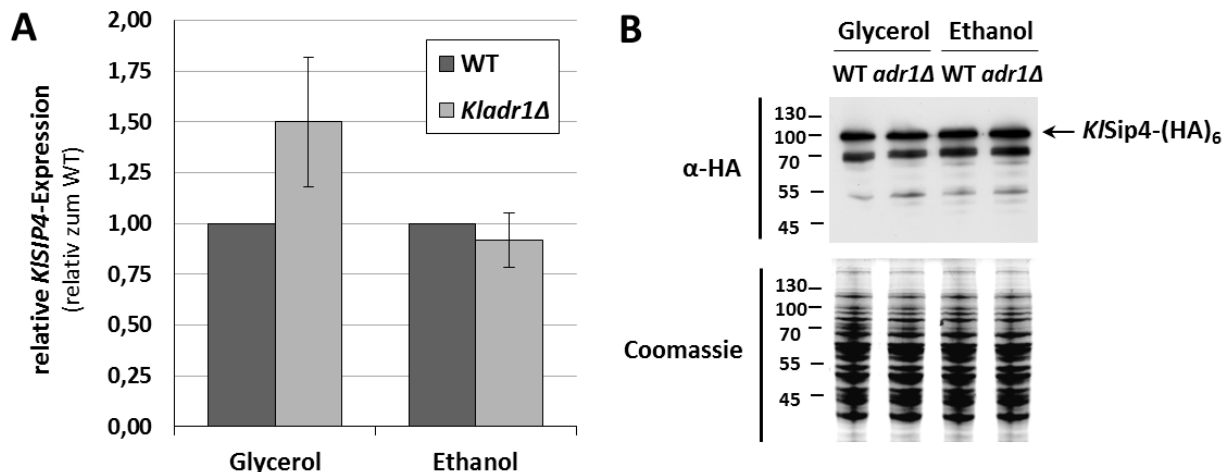 A
relative KlSIP4-Expression
(relativ zum WT)
2,00
1,75
1,50
1,25
1,00
0,75
0,50
0,25
0,00
WT
Kladr1Δ
Glycerol
Ethanol
B
Glycerol Ethanol
WT adr1Δ WT adr1Δ
α-HA
130
100
70
55
45
KlSip4-(HA)6
Coomassie
130
100
70
55
45